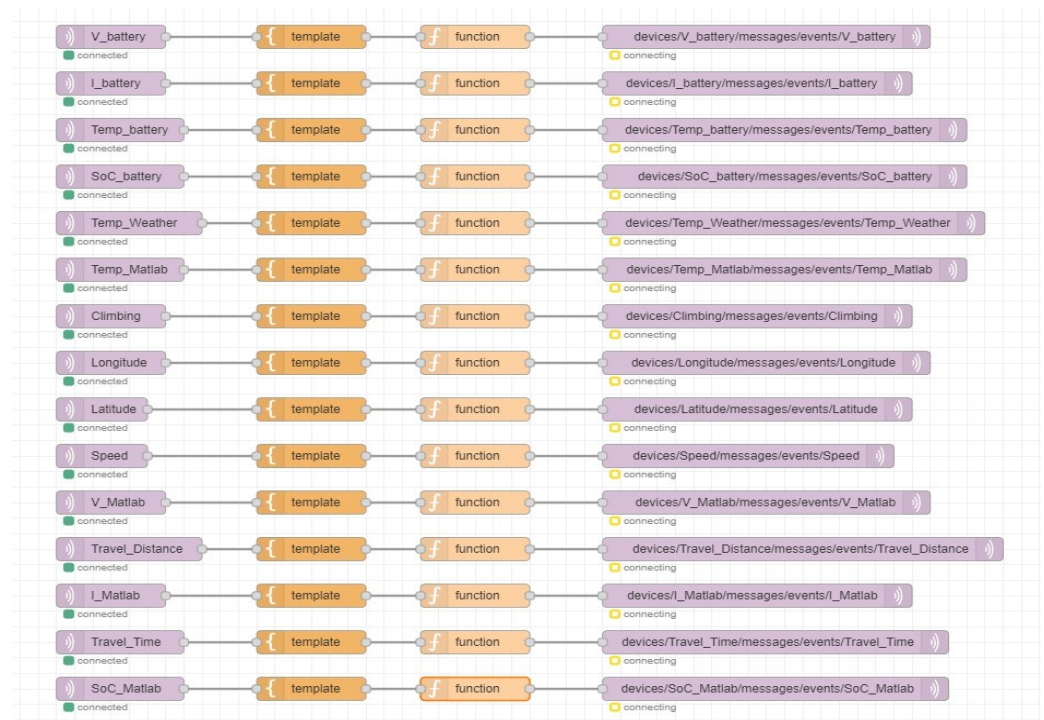 V_battery template function devices/V_battery/messages/events/V_battery
connected connecting
I_battery template function devices/I_battery/messages/events/I_battery
connected connecting
Temp_battery template function devices/Temp_battery/messages/events/Temp_battery
connected connecting
SoC_battery template function devices/SoC_battery/messages/events/SoC_battery
connected connecting
Temp_Weather template function devices/Temp_Weather/messages/events/Temp_Weather
connected connecting
Temp_Matlab template function devices/Temp_Matlab/messages/events/Temp_Matlab
connected connecting
Climbing template function devices/Climbing/messages/events/Climbing
connected connecting
Longitude template function devices/Longitude/messages/events/Longitude
connected connecting
Latitude template function devices/Latitude/messages/events/Latitude
connected connecting
Speed template function devices/Speed/messages/events/Speed
connected connecting
V_Matlab template function devices/V_Matlab/messages/events/V_Matlab
connected connecting
Travel_Distance template function devices/Travel_Distance/messages/events/Travel_Distance
connected connecting
I_Matlab template function devices/I_Matlab/messages/events/I_Matlab
connected connecting
Travel_Time template function devices/Travel_Time/messages/events/Travel_Time
connected connecting
SoC_Matlab template function devices/SoC_Matlab/messages/events/SoC_Matlab
connected connecting